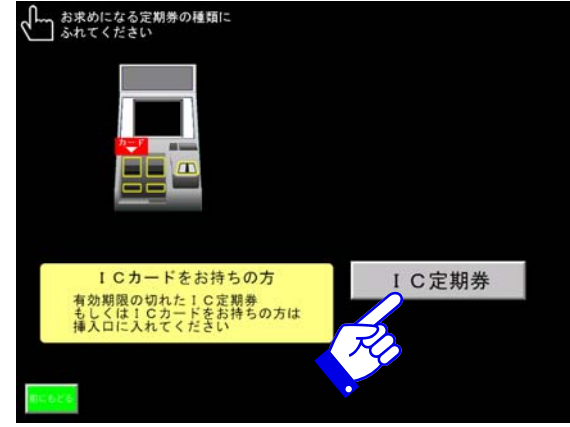 お求めになる定期券の種類に
ふれてください
カード
ＩＣカードをお持ちの方
有効期限の切れたＩＣ定期券
もしくはＩＣカードをお持ちの方は
挿入口に入れてください
ＩＣ定期券
前にもどる